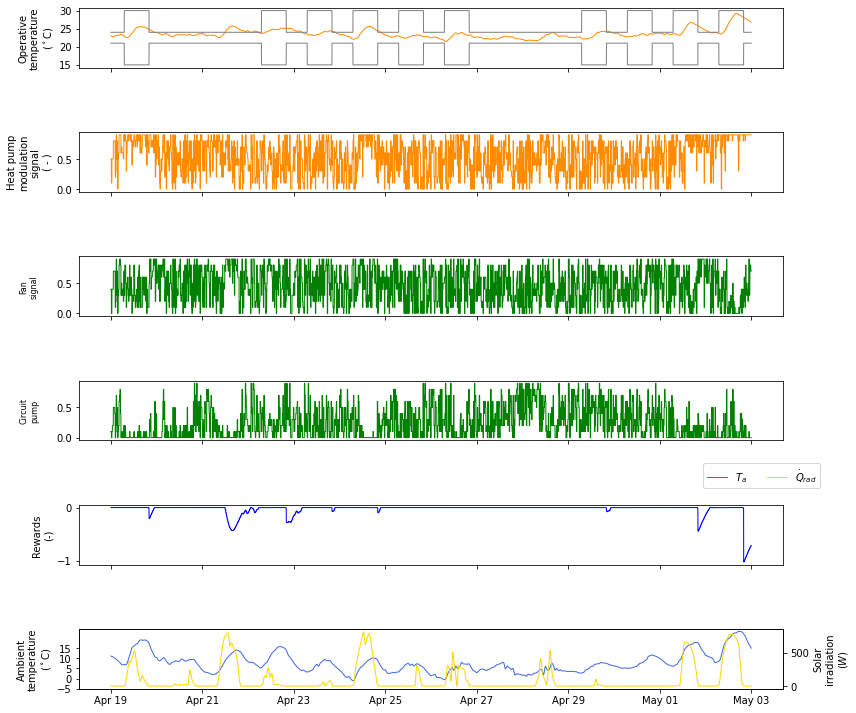 Operative
temperature
(°C)
30
25
20
15
Heat pump
modulation
signal
( - )
0.5
0.0
Fan
signal
0.5
0.0
Circuit
pump
0.5
0.0
T_a
Q̇_rad
Rewards
(-)
0
−1
Ambient
temperature
(°C)
15
10
5
0
−5
500
0
Solar
irradiation
(W)
Apr 19
Apr 21
Apr 23
Apr 25
Apr 27
Apr 29
May 01
May 03